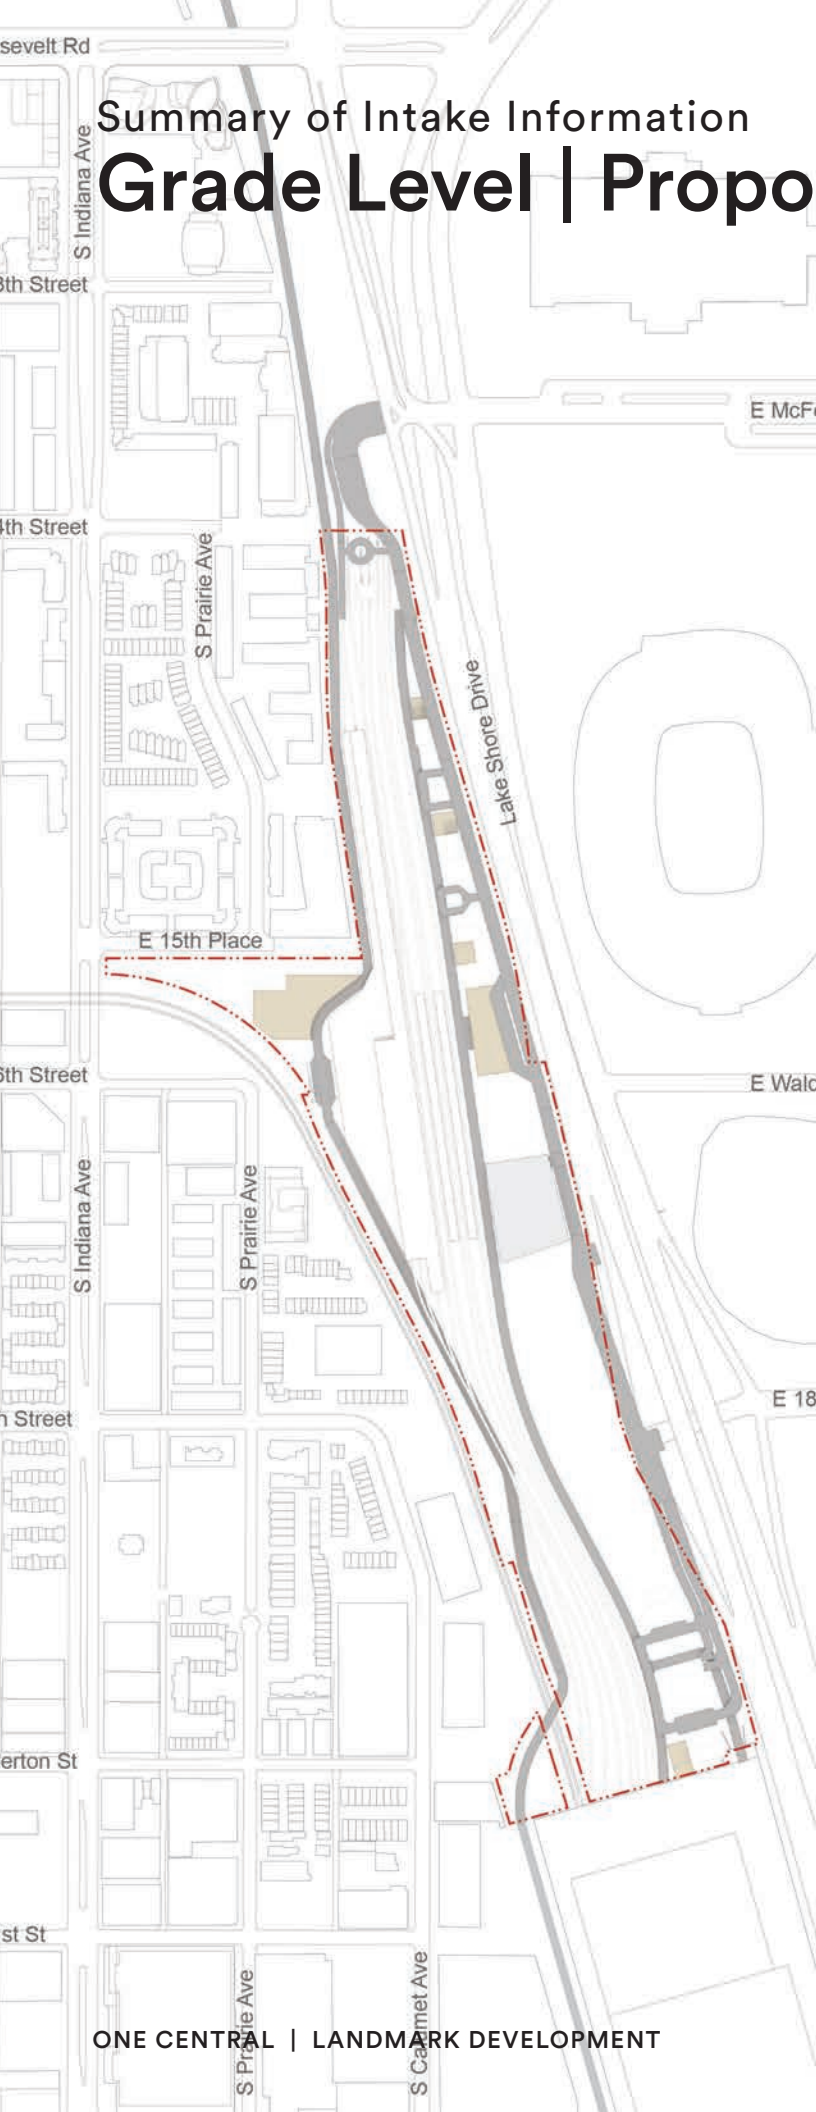 sevelt Rd
Summary of Intake Information
Grade Level | Propo
S Indiana Ave
3th Street
E McF
4th Street
S Prairie Ave
Lake Shore Drive
E 15th Place
6th Street
E Wald
S Indiana Ave
S Prairie Ave
E 18
h Street
erton St
st St
S Prairie Ave
S Calumet Ave
ONE CENTRAL | LANDMARK DEVELOPMENT